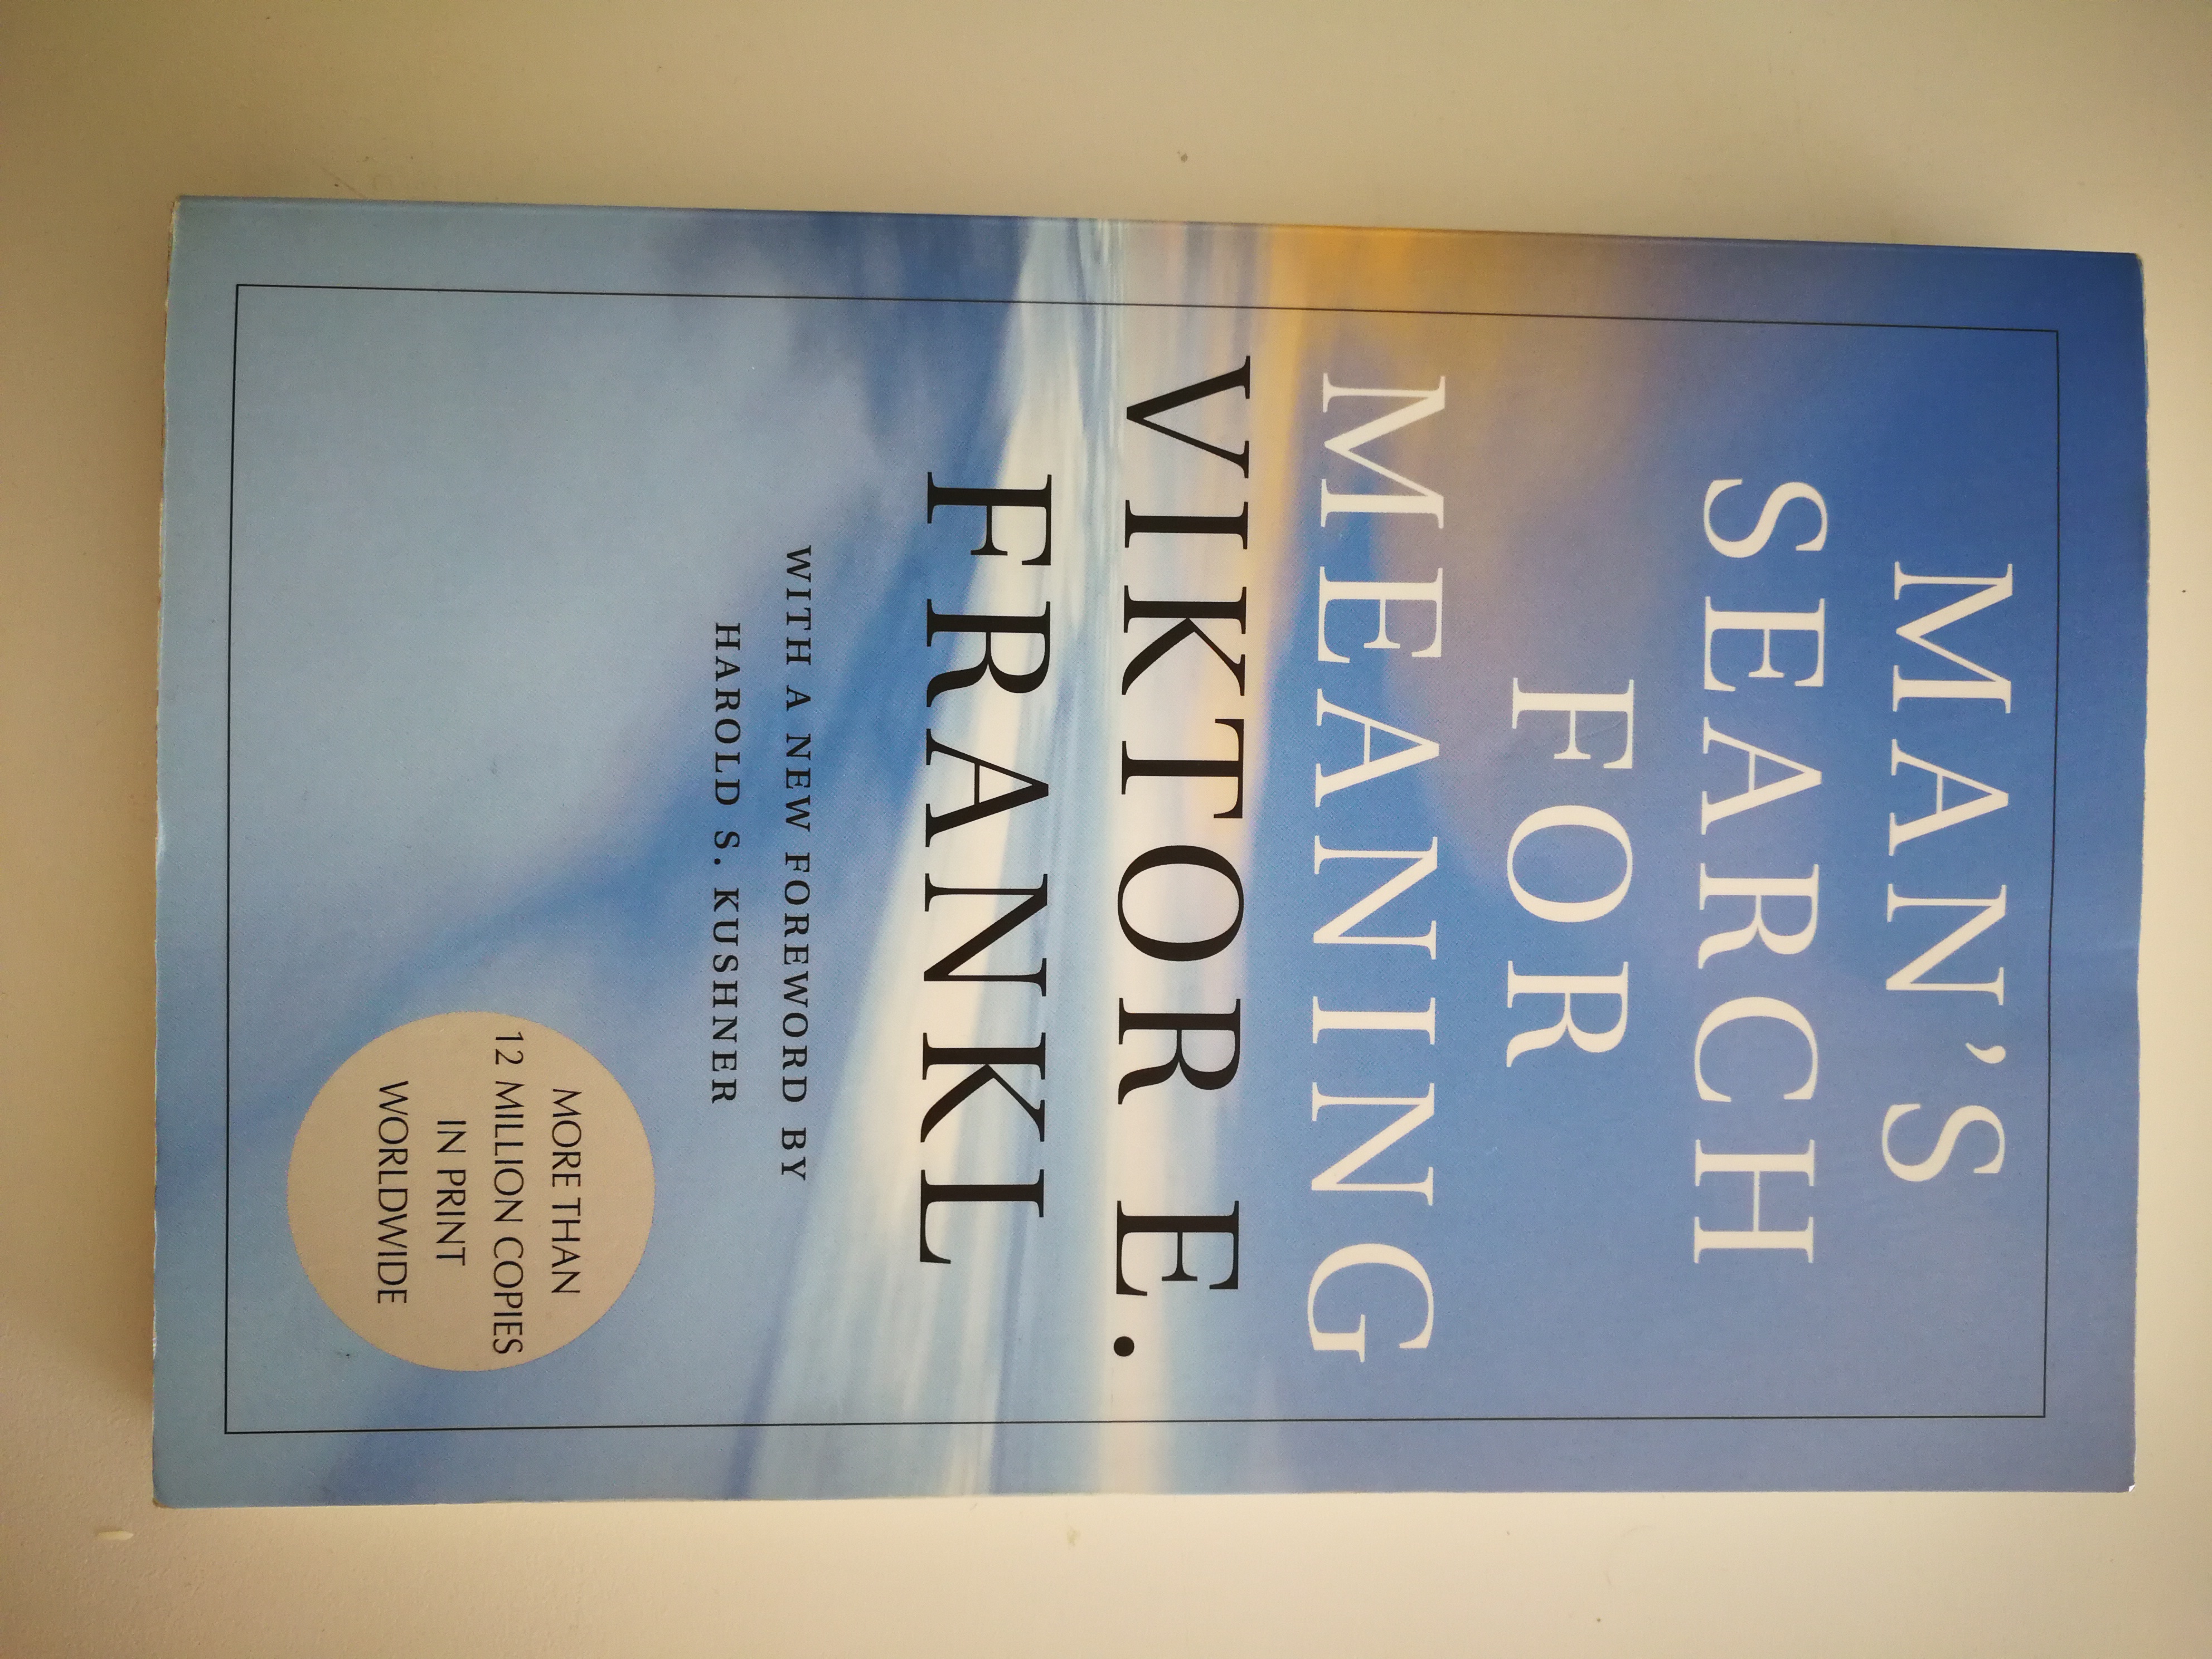 MAN'S
SEARCH
FOR
MEANING
VIKTOR E.
FRANKL
WITH A NEW FOREWORD BY
HAROLD S. KUSHNER
MORE THAN
12 MILLION COPIES
IN PRINT
WORLDWIDE